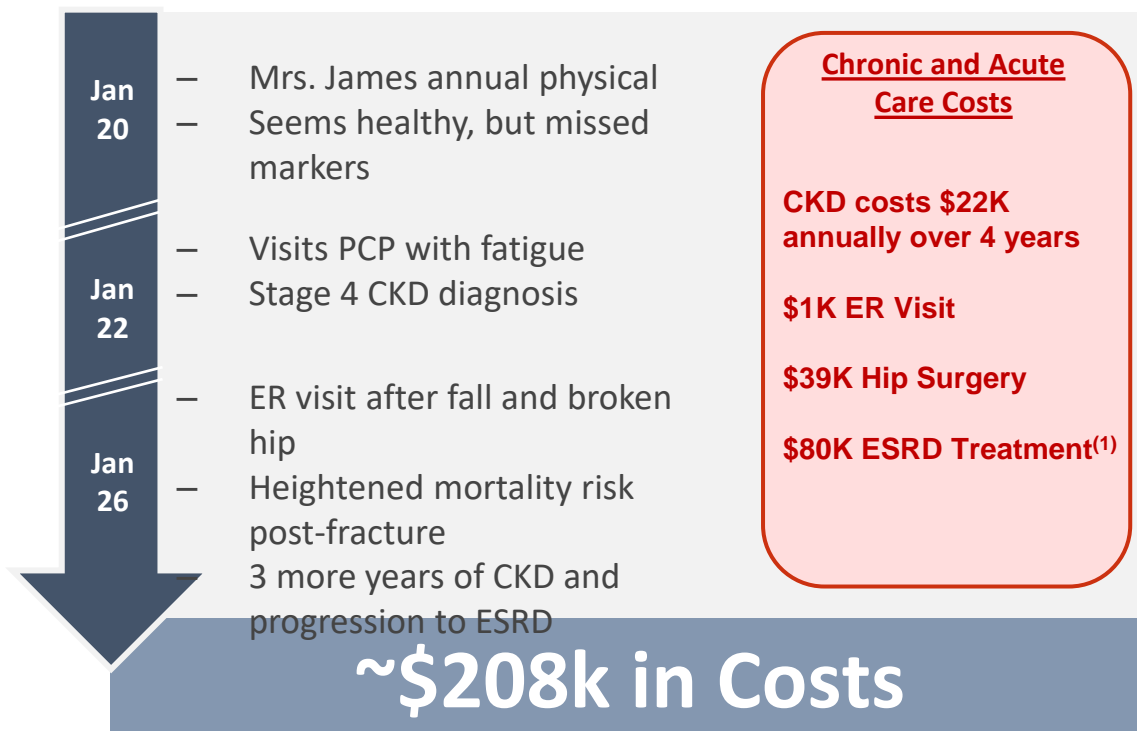 Jan
20
– Mrs. James annual physical
– Seems healthy, but missed
markers
Jan
22
– Visits PCP with fatigue
– Stage 4 CKD diagnosis
Jan
26
– ER visit after fall and broken
hip
– Heightened mortality risk
post-fracture
– 3 more years of CKD and
progression to ESRD
Chronic and Acute
Care Costs
CKD costs $22K
annually over 4 years
$1K ER Visit
$39K Hip Surgery
$80K ESRD Treatment(1)
~$208k in Costs